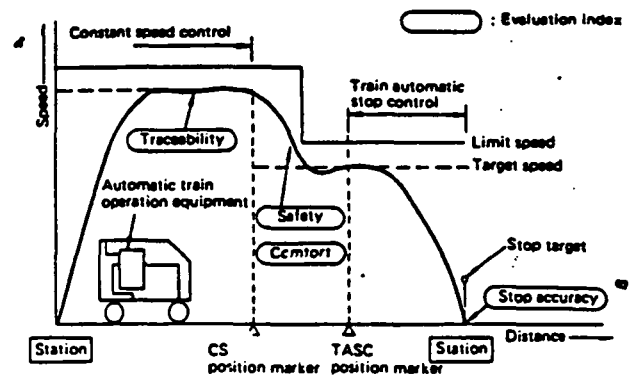 Constant speed control
: Evaluation index
Train automatic
stop control
Speed
Limit speed
Traceability
Target speed
Automatic train
operation equipment
Safety
Comfort
Stop target
Stop accuracy
Distance
Station
CS
position marker
TASC
position marker
Station